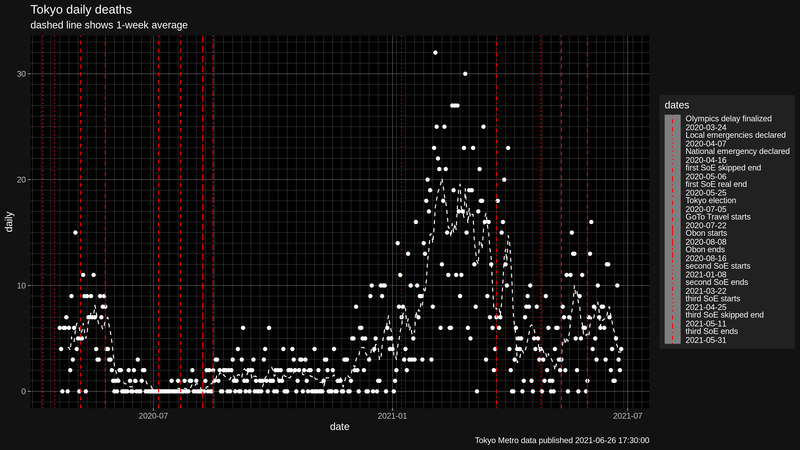 Tokyo daily deaths
dashed line shows 1-week average
30
20
10
0
daily
2020-07
2021-01
2021-07
date
Tokyo Metro data published 2021-06-26 17:30:00
dates
Olympics delay finalized
2020-03-24
Local emergencies declared
2020-04-07
National emergency declared
2020-04-16
first SoE skipped end
2020-05-06
first SoE real end
2020-05-25
Tokyo election
2020-07-05
GoTo Travel starts
2020-07-22
Obon starts
2020-08-08
Obon ends
2020-08-16
second SoE starts
2021-01-08
second SoE ends
2021-03-22
third SoE starts
2021-04-25
third SoE skipped end
2021-05-11
third SoE ends
2021-05-31